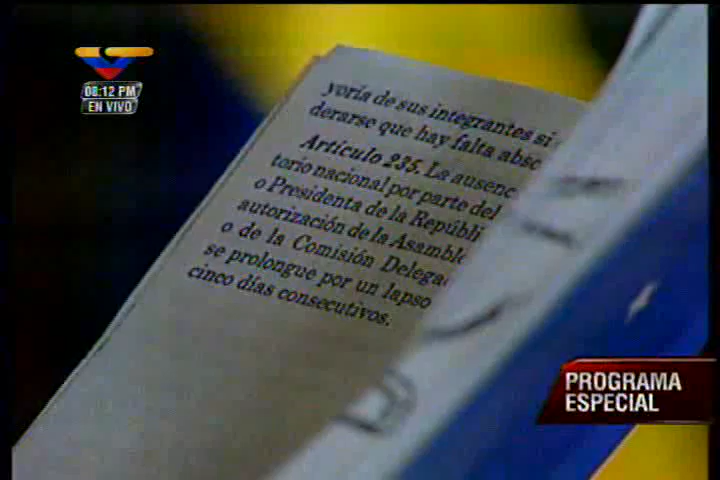 08:12 PM
EN VIVO
yoría de sus integrantes si
derarse que hay falta abso
Artículo 235. La ausenc
torio nacional por parte del
o Presidenta de la Repúbli
autorización de la Asamble
o de la Comisión Delega
se prolongue por un lapso
cinco días consecutivos.
PROGRAMA
ESPECIAL